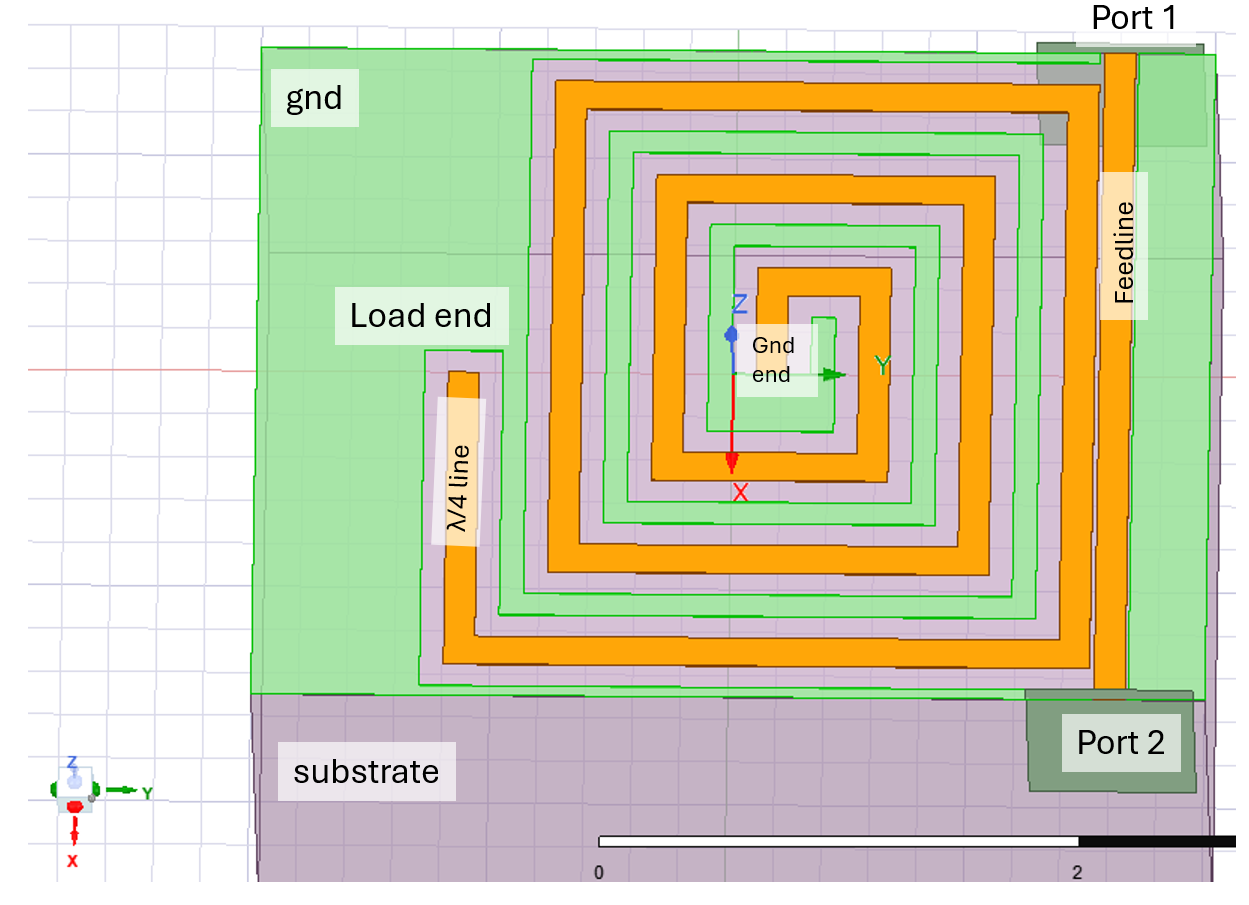 Port 1
gnd
Feedline
Load end
Z
Gnd
end
Y
λ/4 line
X
substrate
Port 2
Z
Y
X
0
2